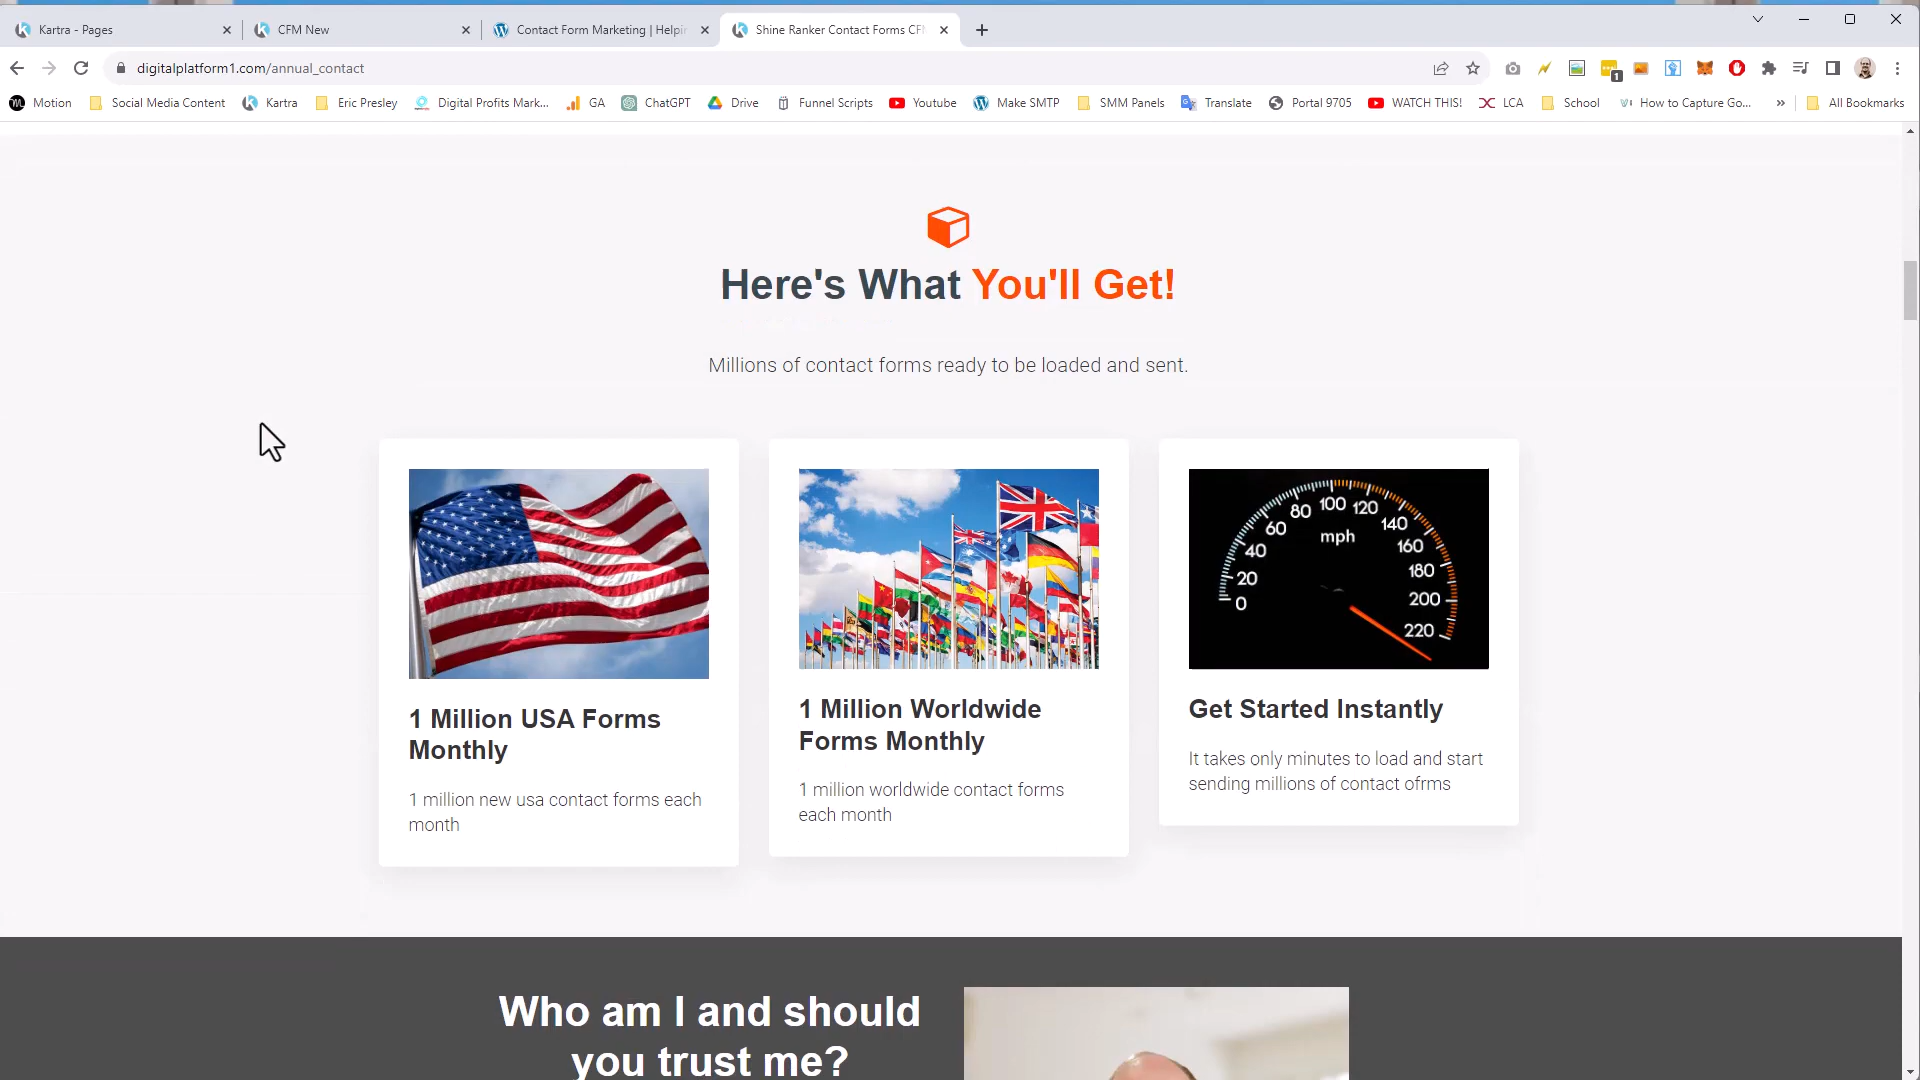 Kartra - Pages
CFM New
Contact Form Marketing | Helpin
Shine Ranker Contact Forms CFM
digitalplatform1.com/annual_contact
1
Motion
Social Media Content
Kartra
Eric Presley
Digital Profits Mark...
GA
ChatGPT
Drive
Funnel Scripts
Youtube
Make SMTP
SMM Panels
Translate
Portal 9705
WATCH THIS!
LCA
School
How to Capture Go...
»
All Bookmarks
Here's What You'll Get!
Millions of contact forms ready to be loaded and sent.
1 Million USA Forms
Monthly
1 million new usa contact forms each
month
1 Million Worldwide
Forms Monthly
1 million worldwide contact forms
each month
0
20
40
60
80
100
120
140
160
180
200
220
mph
Get Started Instantly
It takes only minutes to load and start
sending millions of contact ofrms
Who am I and should
you trust me?